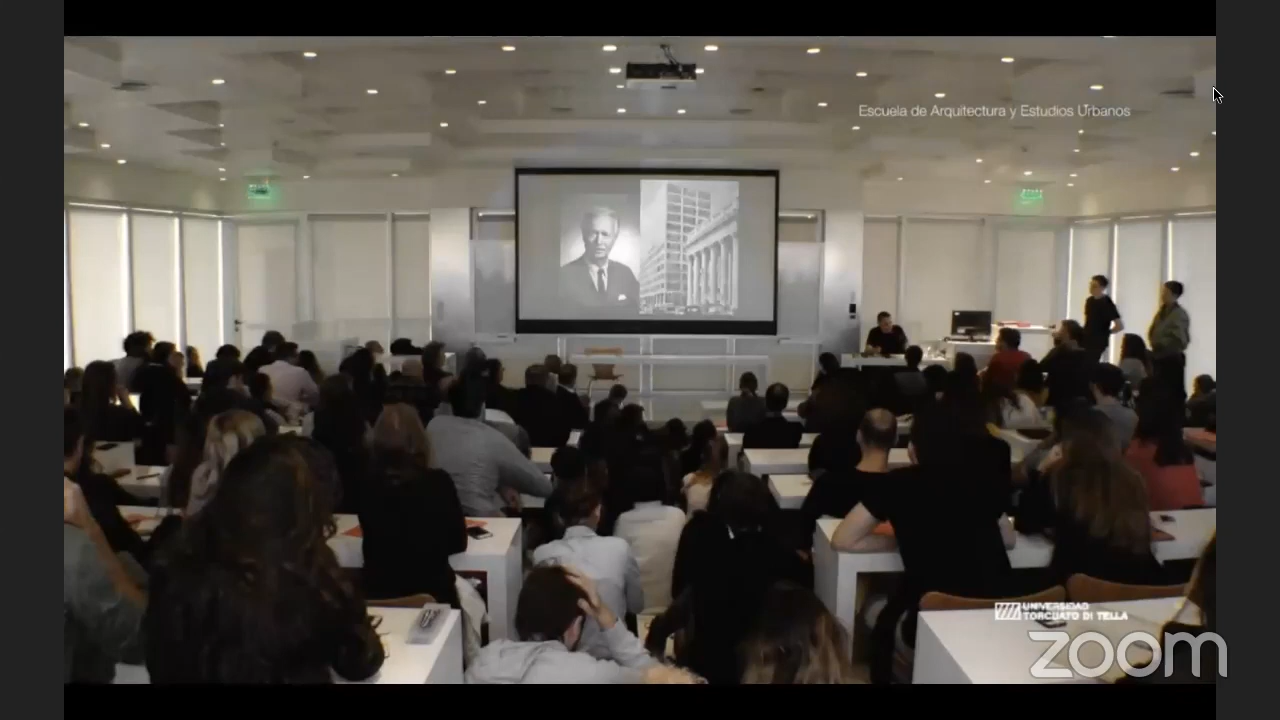 Escuela de Arquitectura y Estudios Urbanos
UNIVERSIDAD
TORCUATO DI TELLA
zoom